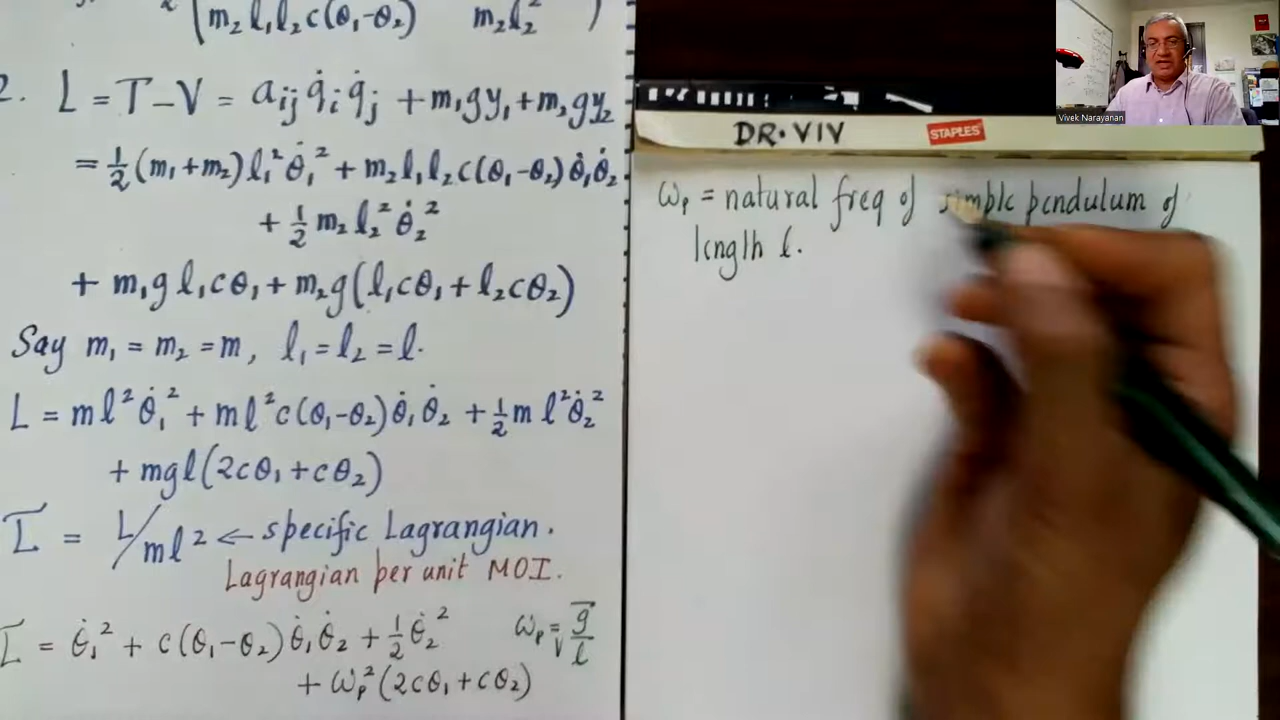 (m₂l₁l₂c(θ₁-θ₂) m₂l₂² )
2. L = T-V = aᵢⱼ q̇ᵢ q̇ⱼ + m₁gy₁ + m₂gy₂
= ½(m₁+m₂)l₁²θ̇₁² + m₂l₁l₂c(θ₁-θ₂)θ̇₁θ̇₂
+ ½ m₂l₂²θ̇₂²
+ m₁gl₁cθ₁ + m₂g(l₁cθ₁ + l₂cθ₂)
Say m₁ = m₂ = m, l₁ = l₂ = l.
L = ml²θ̇₁² + ml²c(θ₁-θ₂)θ̇₁θ̇₂ + ½ml²θ̇₂²
+ mgl(2cθ₁ + cθ₂)
L̄ = L/ml² ← specific Lagrangian.
Lagrangian per unit MOI.
L̄ = θ̇₁² + c(θ₁-θ₂)θ̇₁θ̇₂ + ½θ̇₂² ωₚ = √g/l
+ ωₚ²(2cθ₁ + cθ₂)
DR. VIV STAPLES
ωₚ = natural freq of simple pendulum of
length l.
Vivek Narayanan